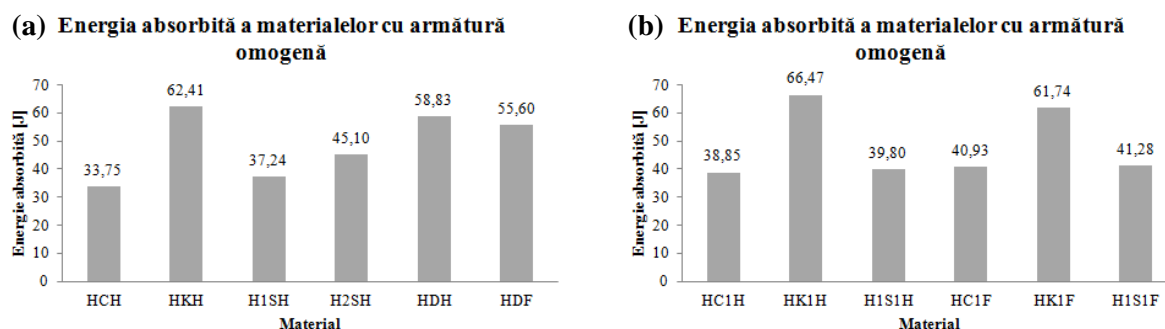 (a) Energia absorbită a materialelor cu armătură
omogenă
Energie absorbită [J]
70
60
50
40
30
20
10
0
33,75
62,41
37,24
45,10
58,83
55,60
HCH HKH H1SH H2SH HDH HDF
Material
(b) Energia absorbită a materialelor cu armătură
omogenă
Energie absorbită [J]
70
60
50
40
30
20
10
0
38,85
66,47
39,80
40,93
61,74
41,28
HC1H HK1H H1S1H HC1F HK1F H1S1F
Material